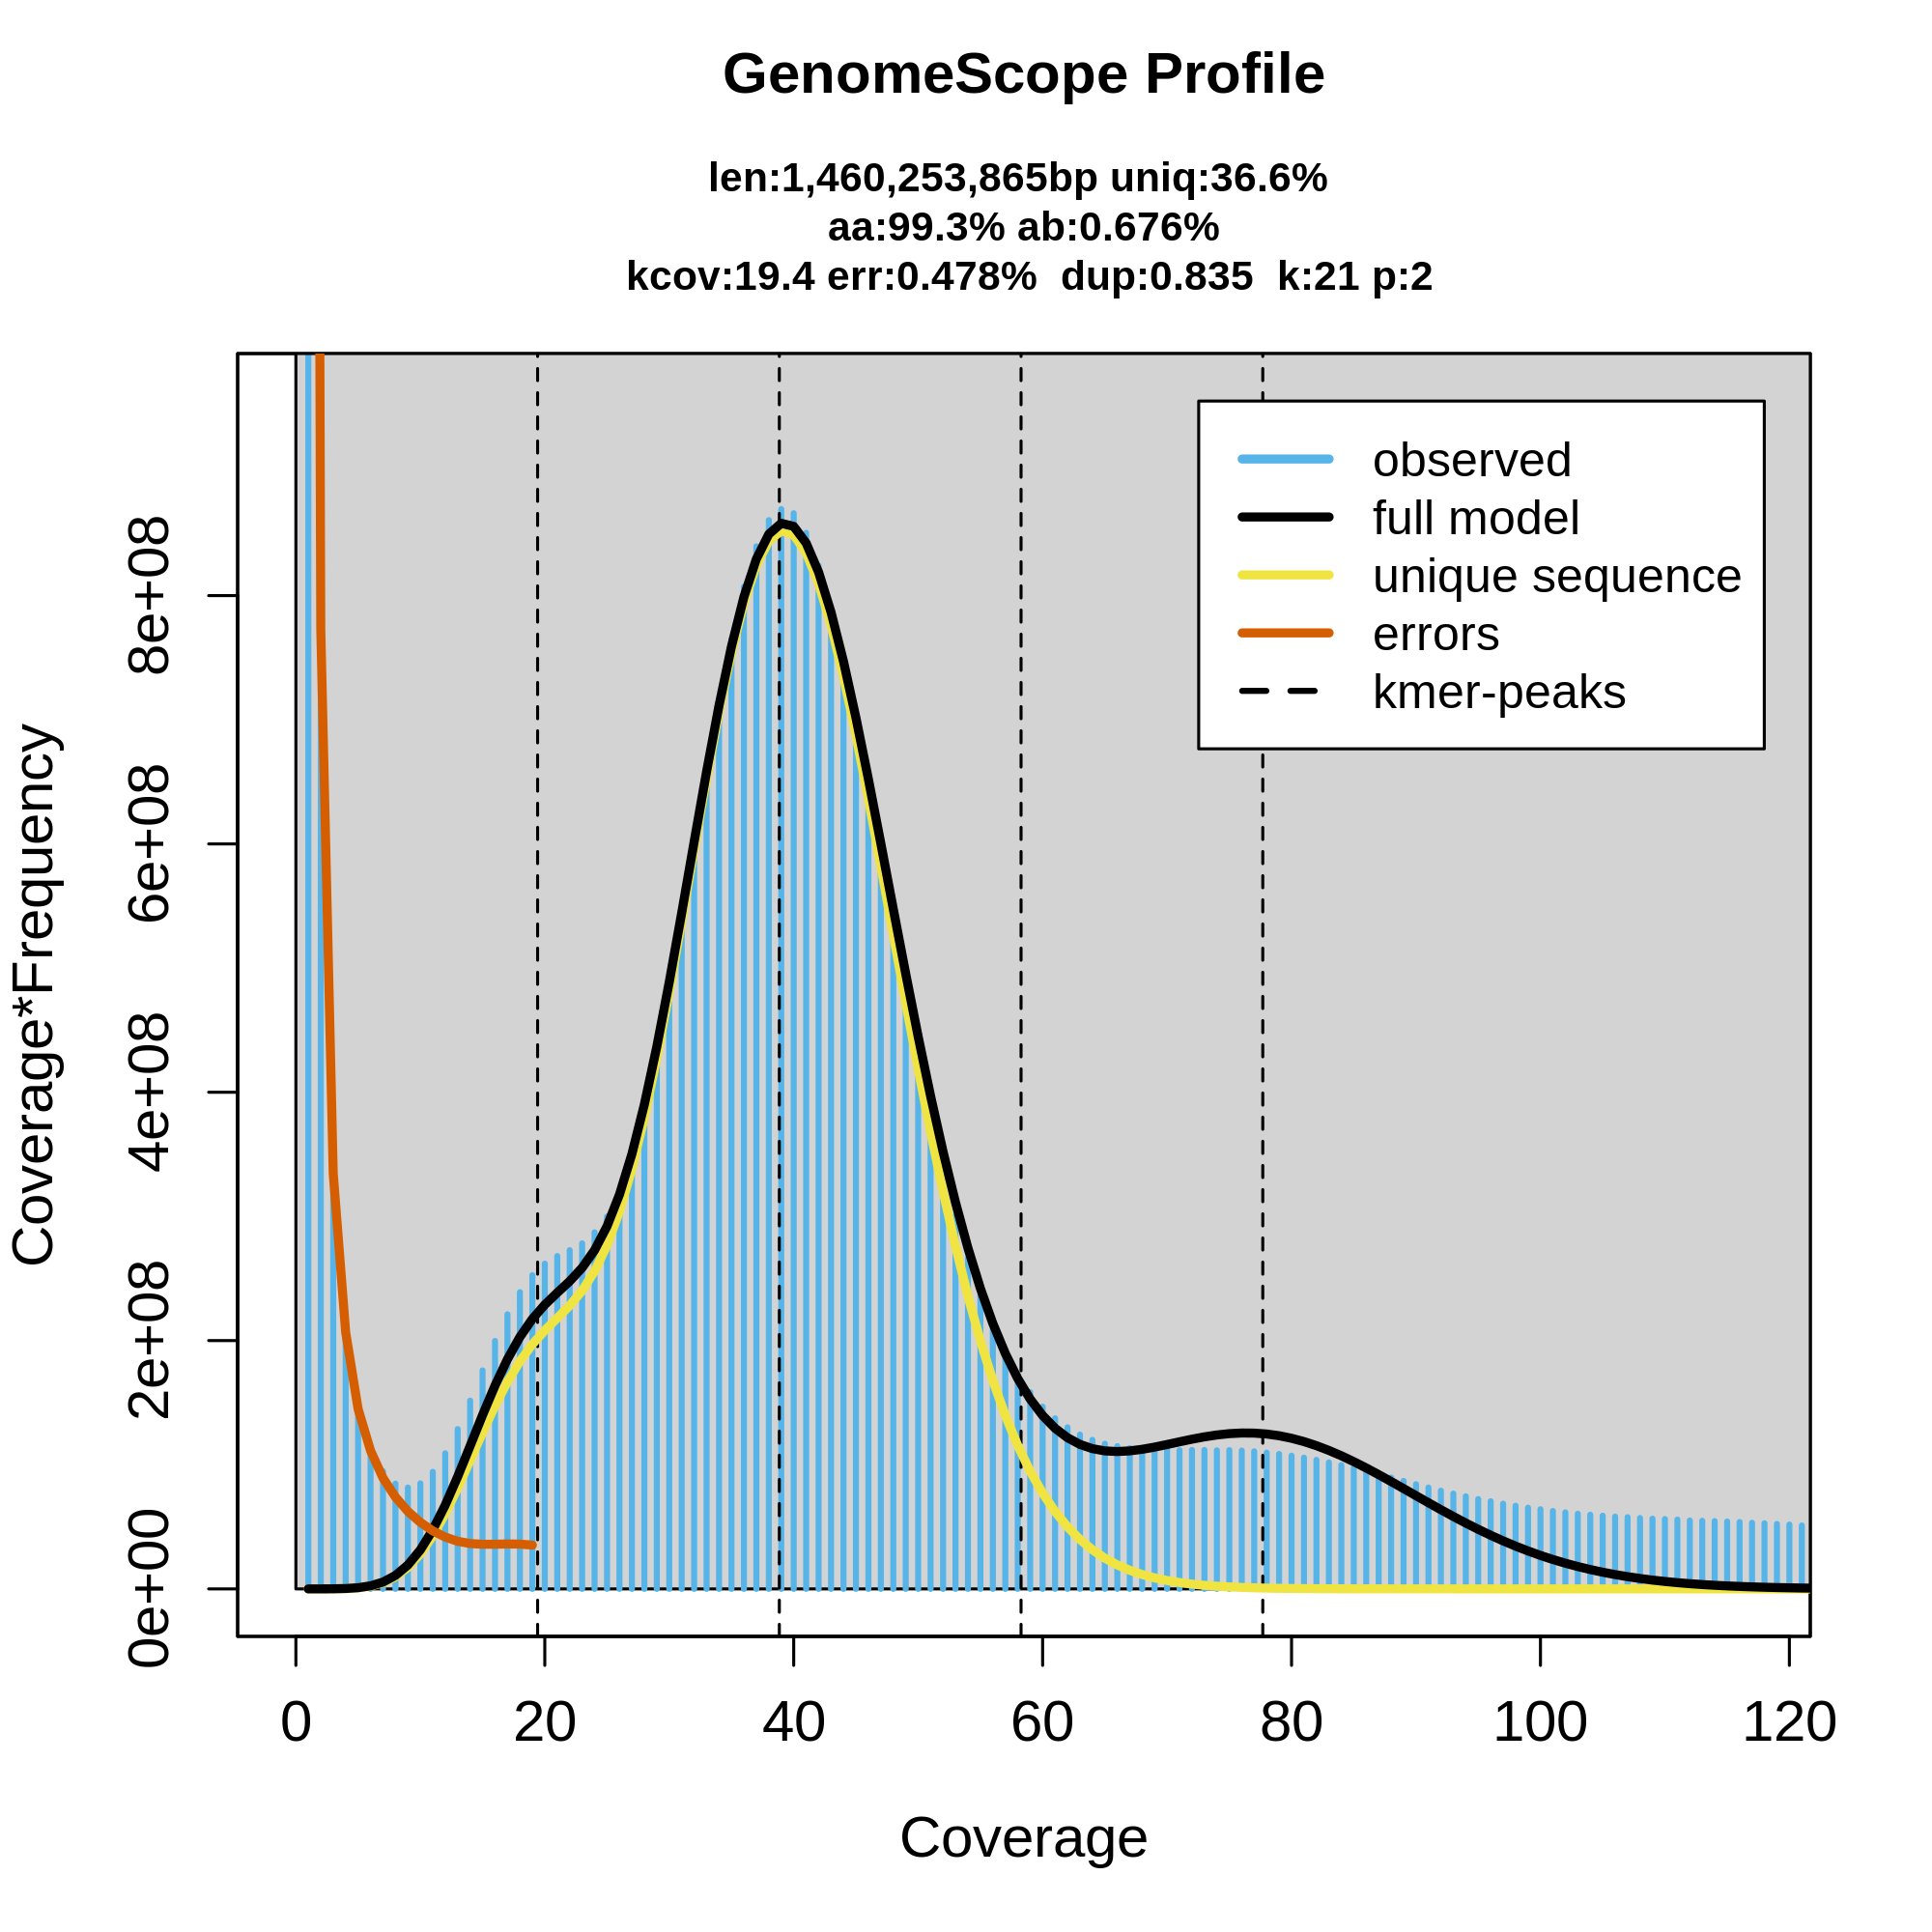 GenomeScope Profile
len:1,460,253,865bp uniq:36.6%
aa:99.3% ab:0.676%
kcov:19.4 err:0.478%  dup:0.835  k:21 p:2
observed
full model
unique sequence
errors
kmer-peaks
Coverage*Frequency
8e+08
6e+08
4e+08
2e+08
0e+00
0 20 40 60 80 100 120
Coverage